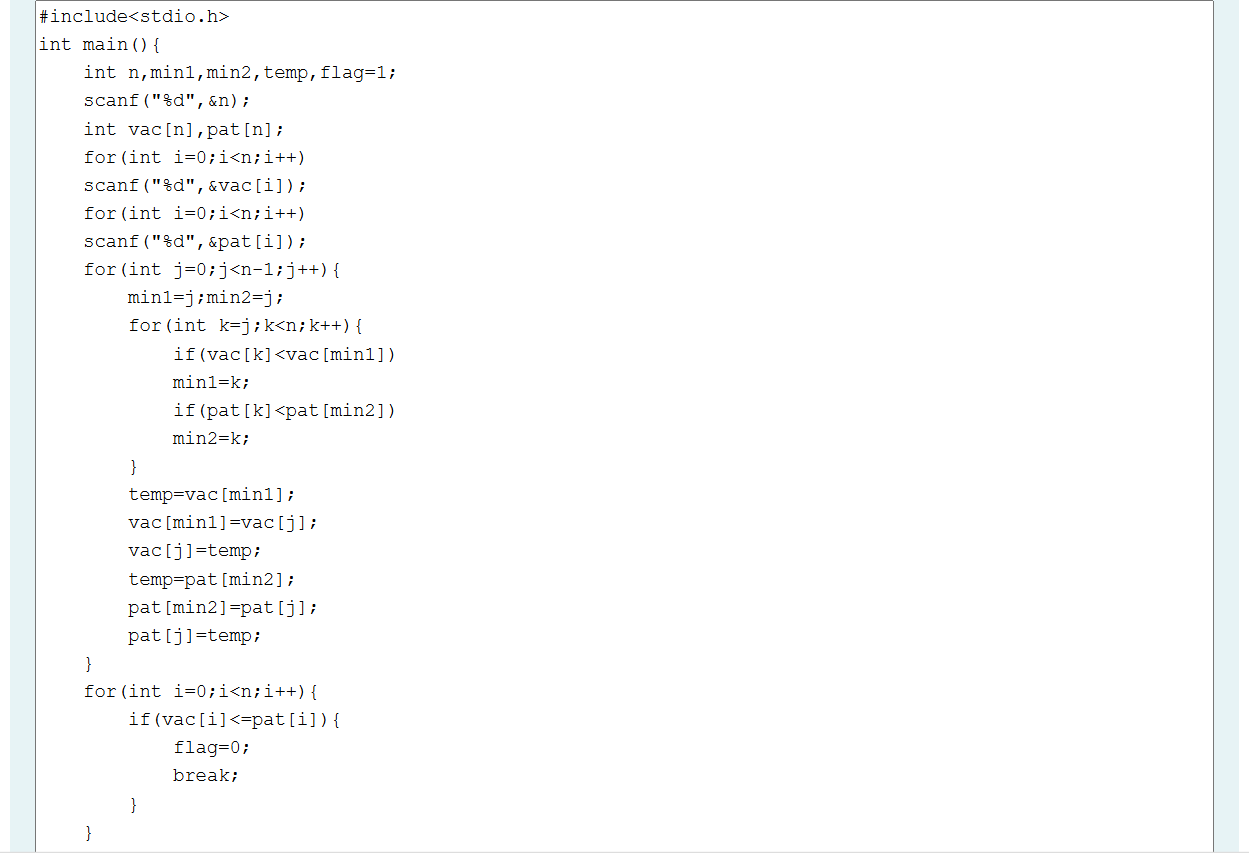 #include<stdio.h>
int main(){
    int n,min1,min2,temp,flag=1;
    scanf("%d",&n);
    int vac[n],pat[n];
    for(int i=0;i<n;i++)
    scanf("%d",&vac[i]);
    for(int i=0;i<n;i++)
    scanf("%d",&pat[i]);
    for(int j=0;j<n-1;j++){
        min1=j;min2=j;
        for(int k=j;k<n;k++){
            if(vac[k]<vac[min1])
            min1=k;
            if(pat[k]<pat[min2])
            min2=k;
        }
        temp=vac[min1];
        vac[min1]=vac[j];
        vac[j]=temp;
        temp=pat[min2];
        pat[min2]=pat[j];
        pat[j]=temp;
    }
    for(int i=0;i<n;i++){
        if(vac[i]<=pat[i]){
            flag=0;
            break;
        }
    }